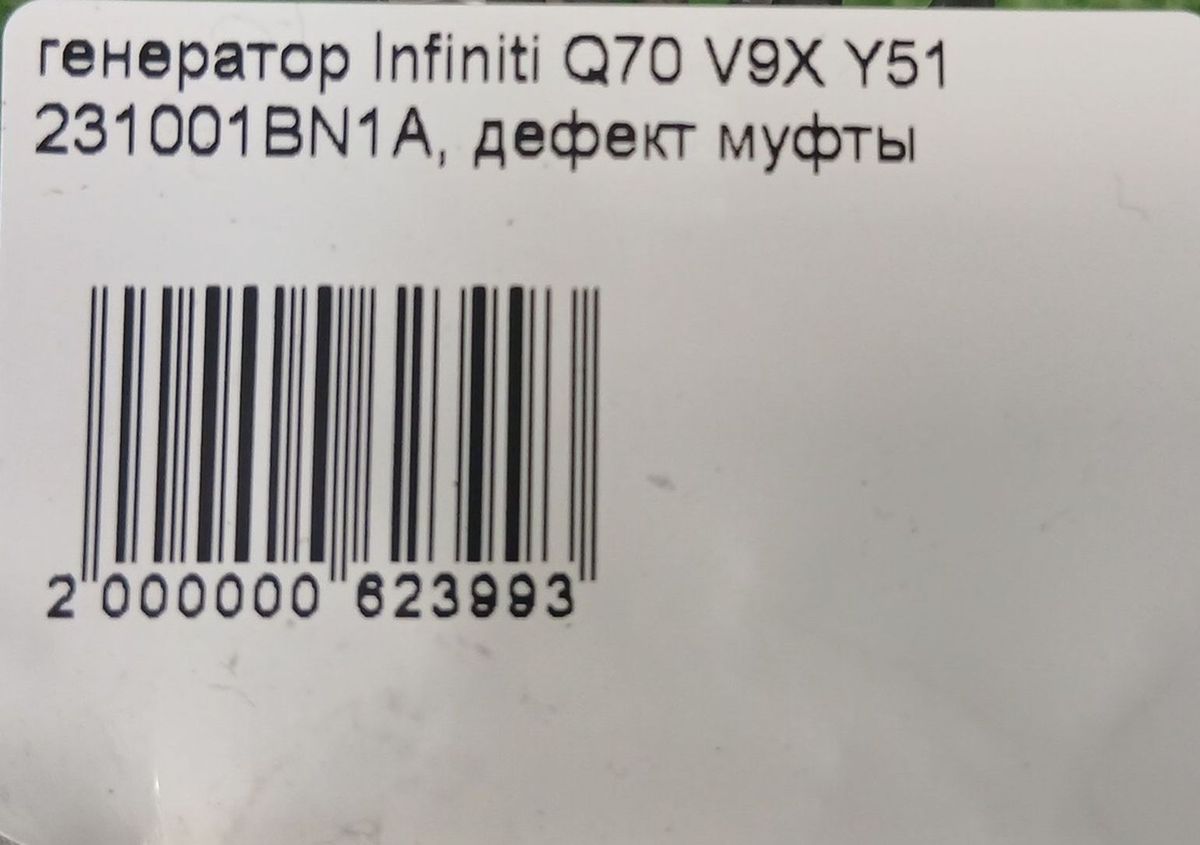 генератор Infiniti Q70 V9X Y51
231001BN1A, дефект муфты
2 000000 623993